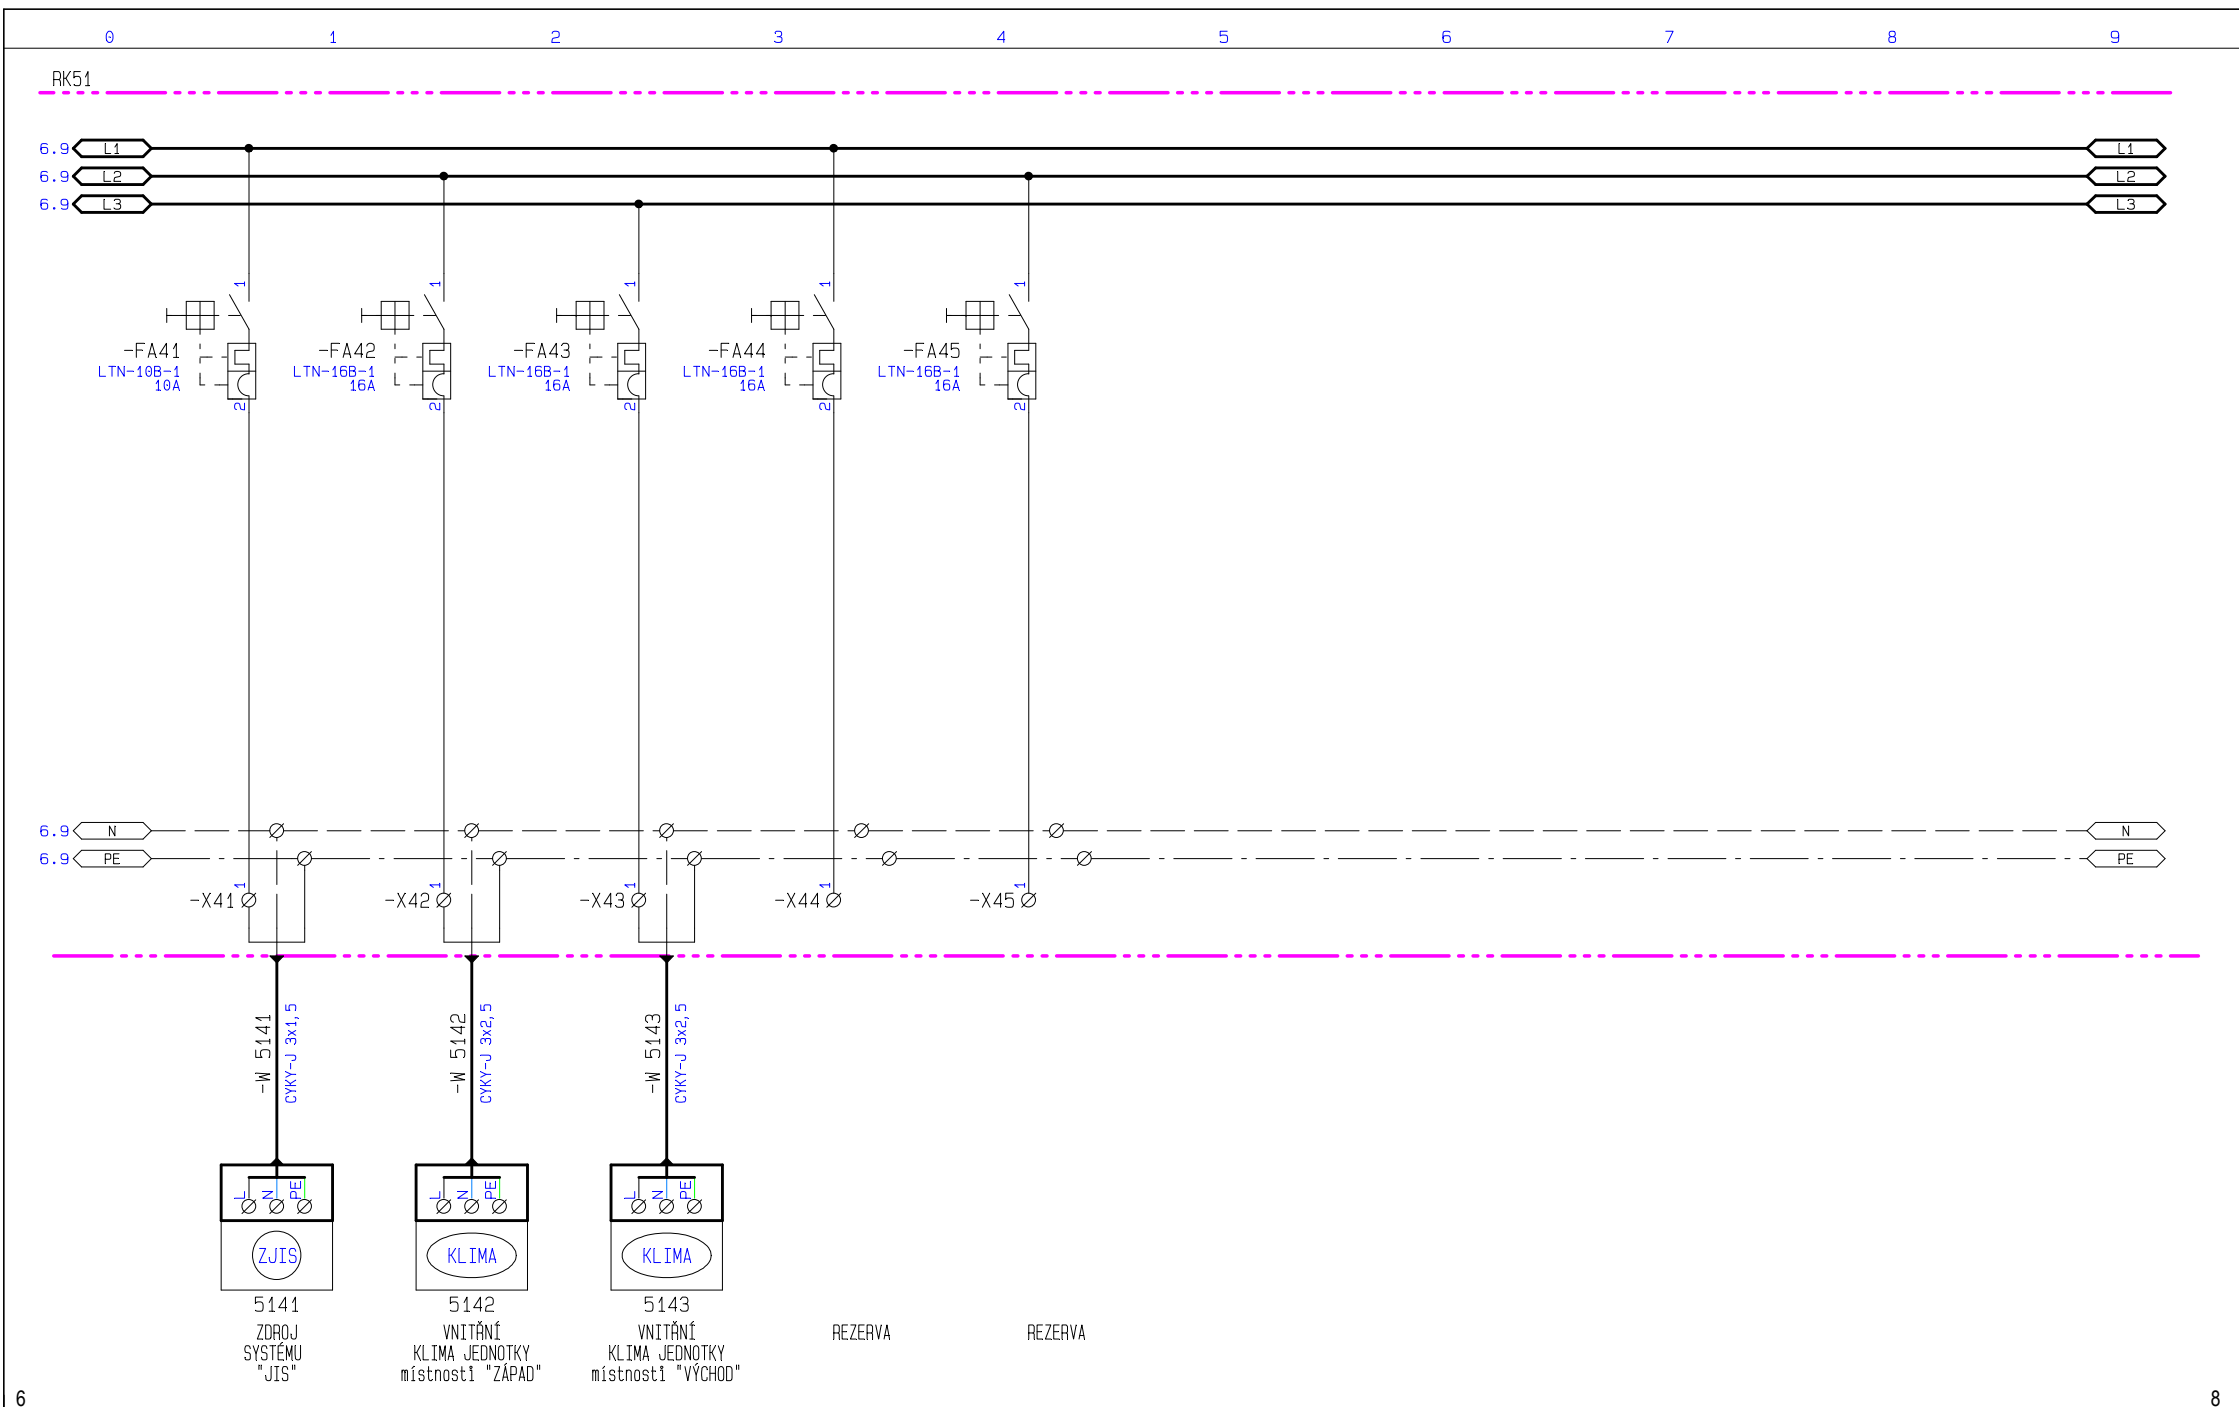 0 1 2 3 4 5 6 7 8 9
RK51
6.9 L1 L1
6.9 L2 L2
6.9 L3 L3
1 1 1 1 1
-FA41 -FA42 -FA43 -FA44 -FA45
LTN-10B-1 LTN-16B-1 LTN-16B-1 LTN-16B-1 LTN-16B-1
10A 16A 16A 16A 16A
2 2 2 2 2
6.9 N N
6.9 PE PE
1 1 1 1 1
-X41 -X42 -X43 -X44 -X45
-W 5141 CYKY-J 3x1,5 -W 5142 CYKY-J 3x2,5 -W 5143 CYKY-J 3x2,5
L N PE L N PE L N PE
ZJIS KLIMA KLIMA
5141 5142 5143
ZDROJ VNITŘNÍ VNITŘNÍ REZERVA REZERVA
SYSTÉMU KLIMA JEDNOTKY KLIMA JEDNOTKY
"JIS" místností "ZÁPAD" místností "VÝCHOD"
6 8